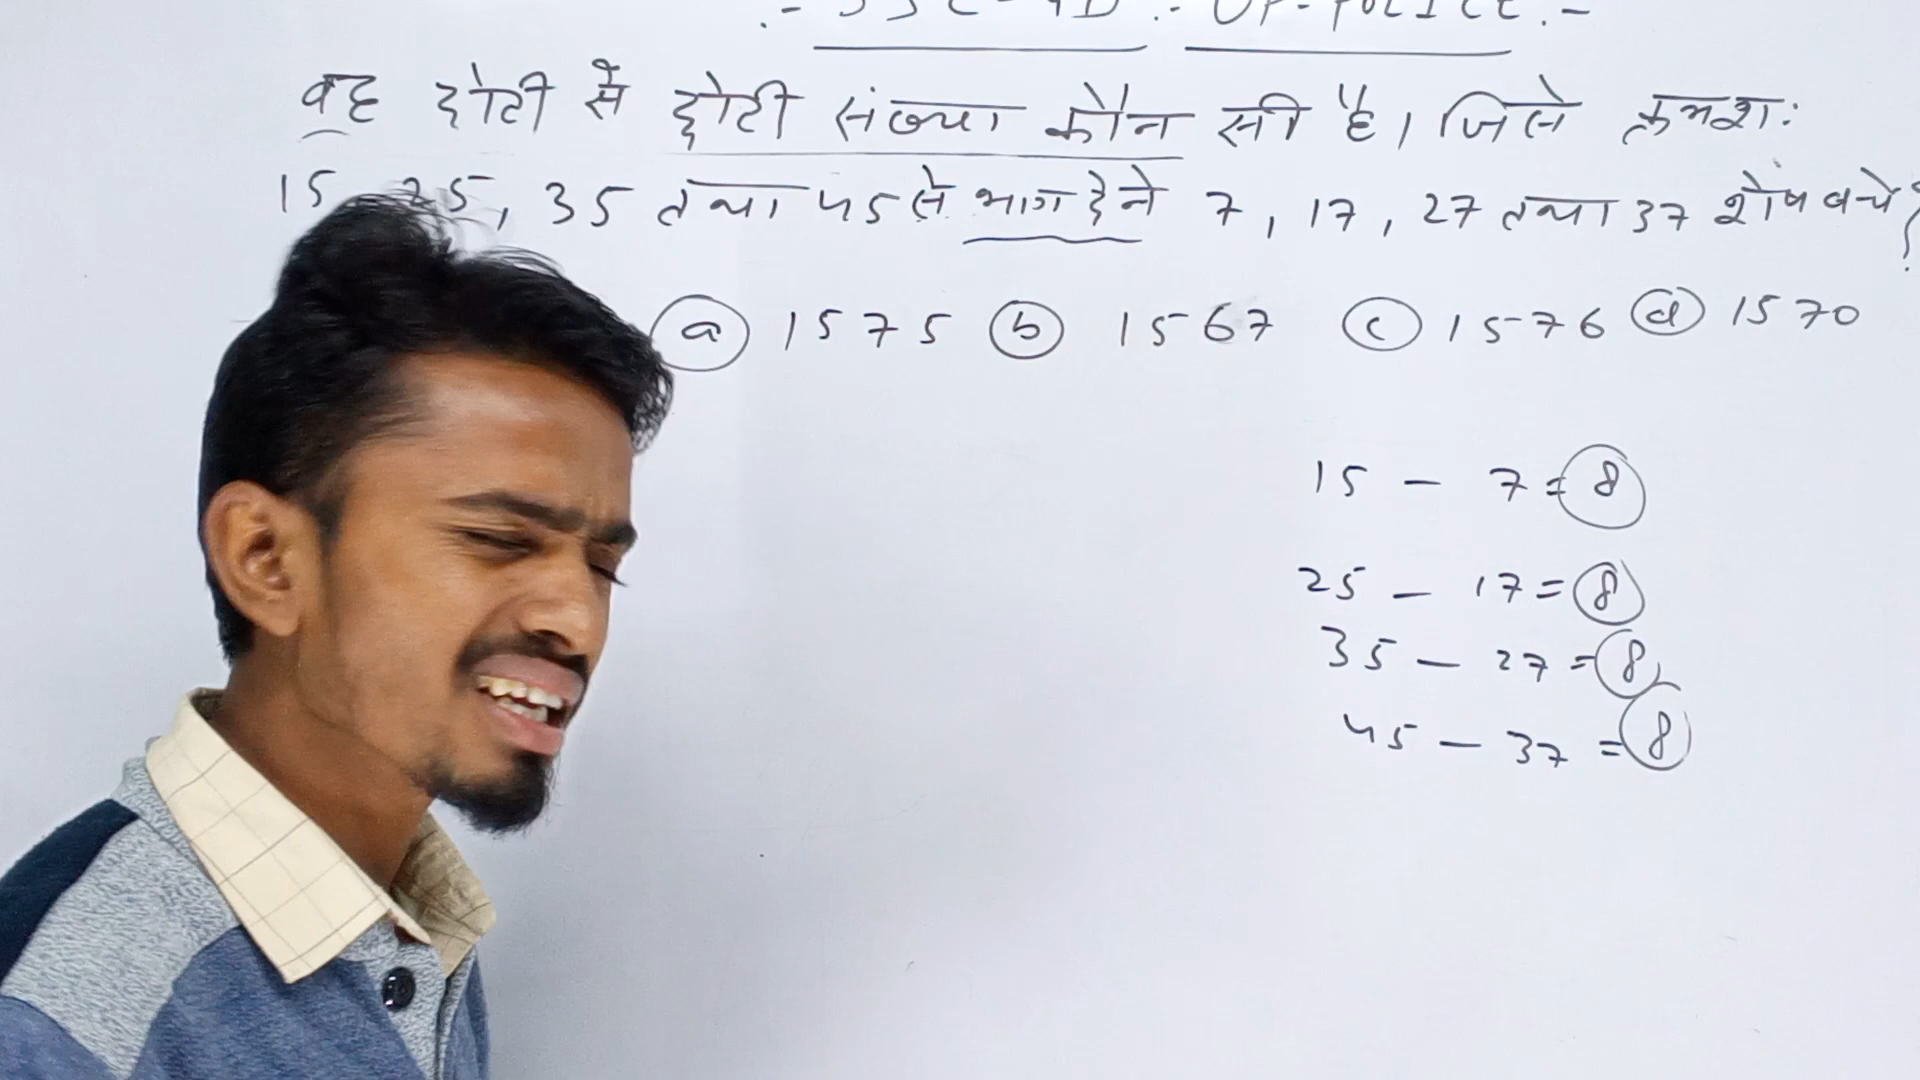 .- SSC-GD .- UP-POLICE .-
वह छोटी से छोटी संख्या कौन सी है, जिसे क्रमशः
15, 25, 35 तथा 45 से भाग देने 7, 17, 27 तथा 37 शेष बचे?
(a) 1575 (b) 1567 (c) 1576 (d) 1570
15 - 7 = 8
25 - 17 = 8
35 - 27 = 8
45 - 37 = 8